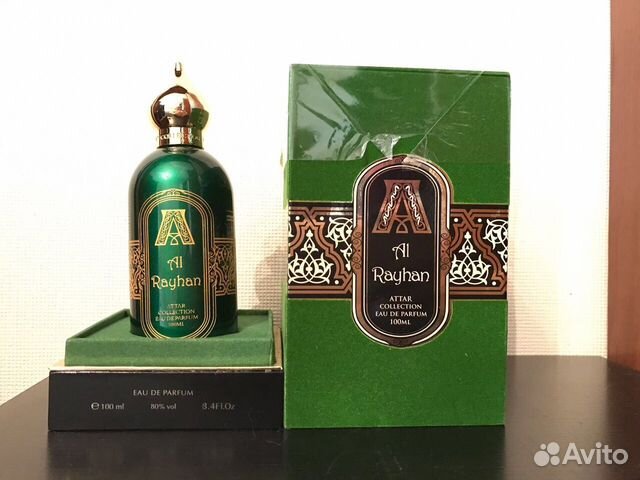 A
Al
Rayhan
ATTAR
COLLECTION
EAU DE PARFUM
100ML
EAU DE PARFUM
℮ 100 ml 80% vol 3.4Fl.Oz
A
Al
Rayhan
ATTAR
COLLECTION
EAU DE PARFUM
100ML
Avito